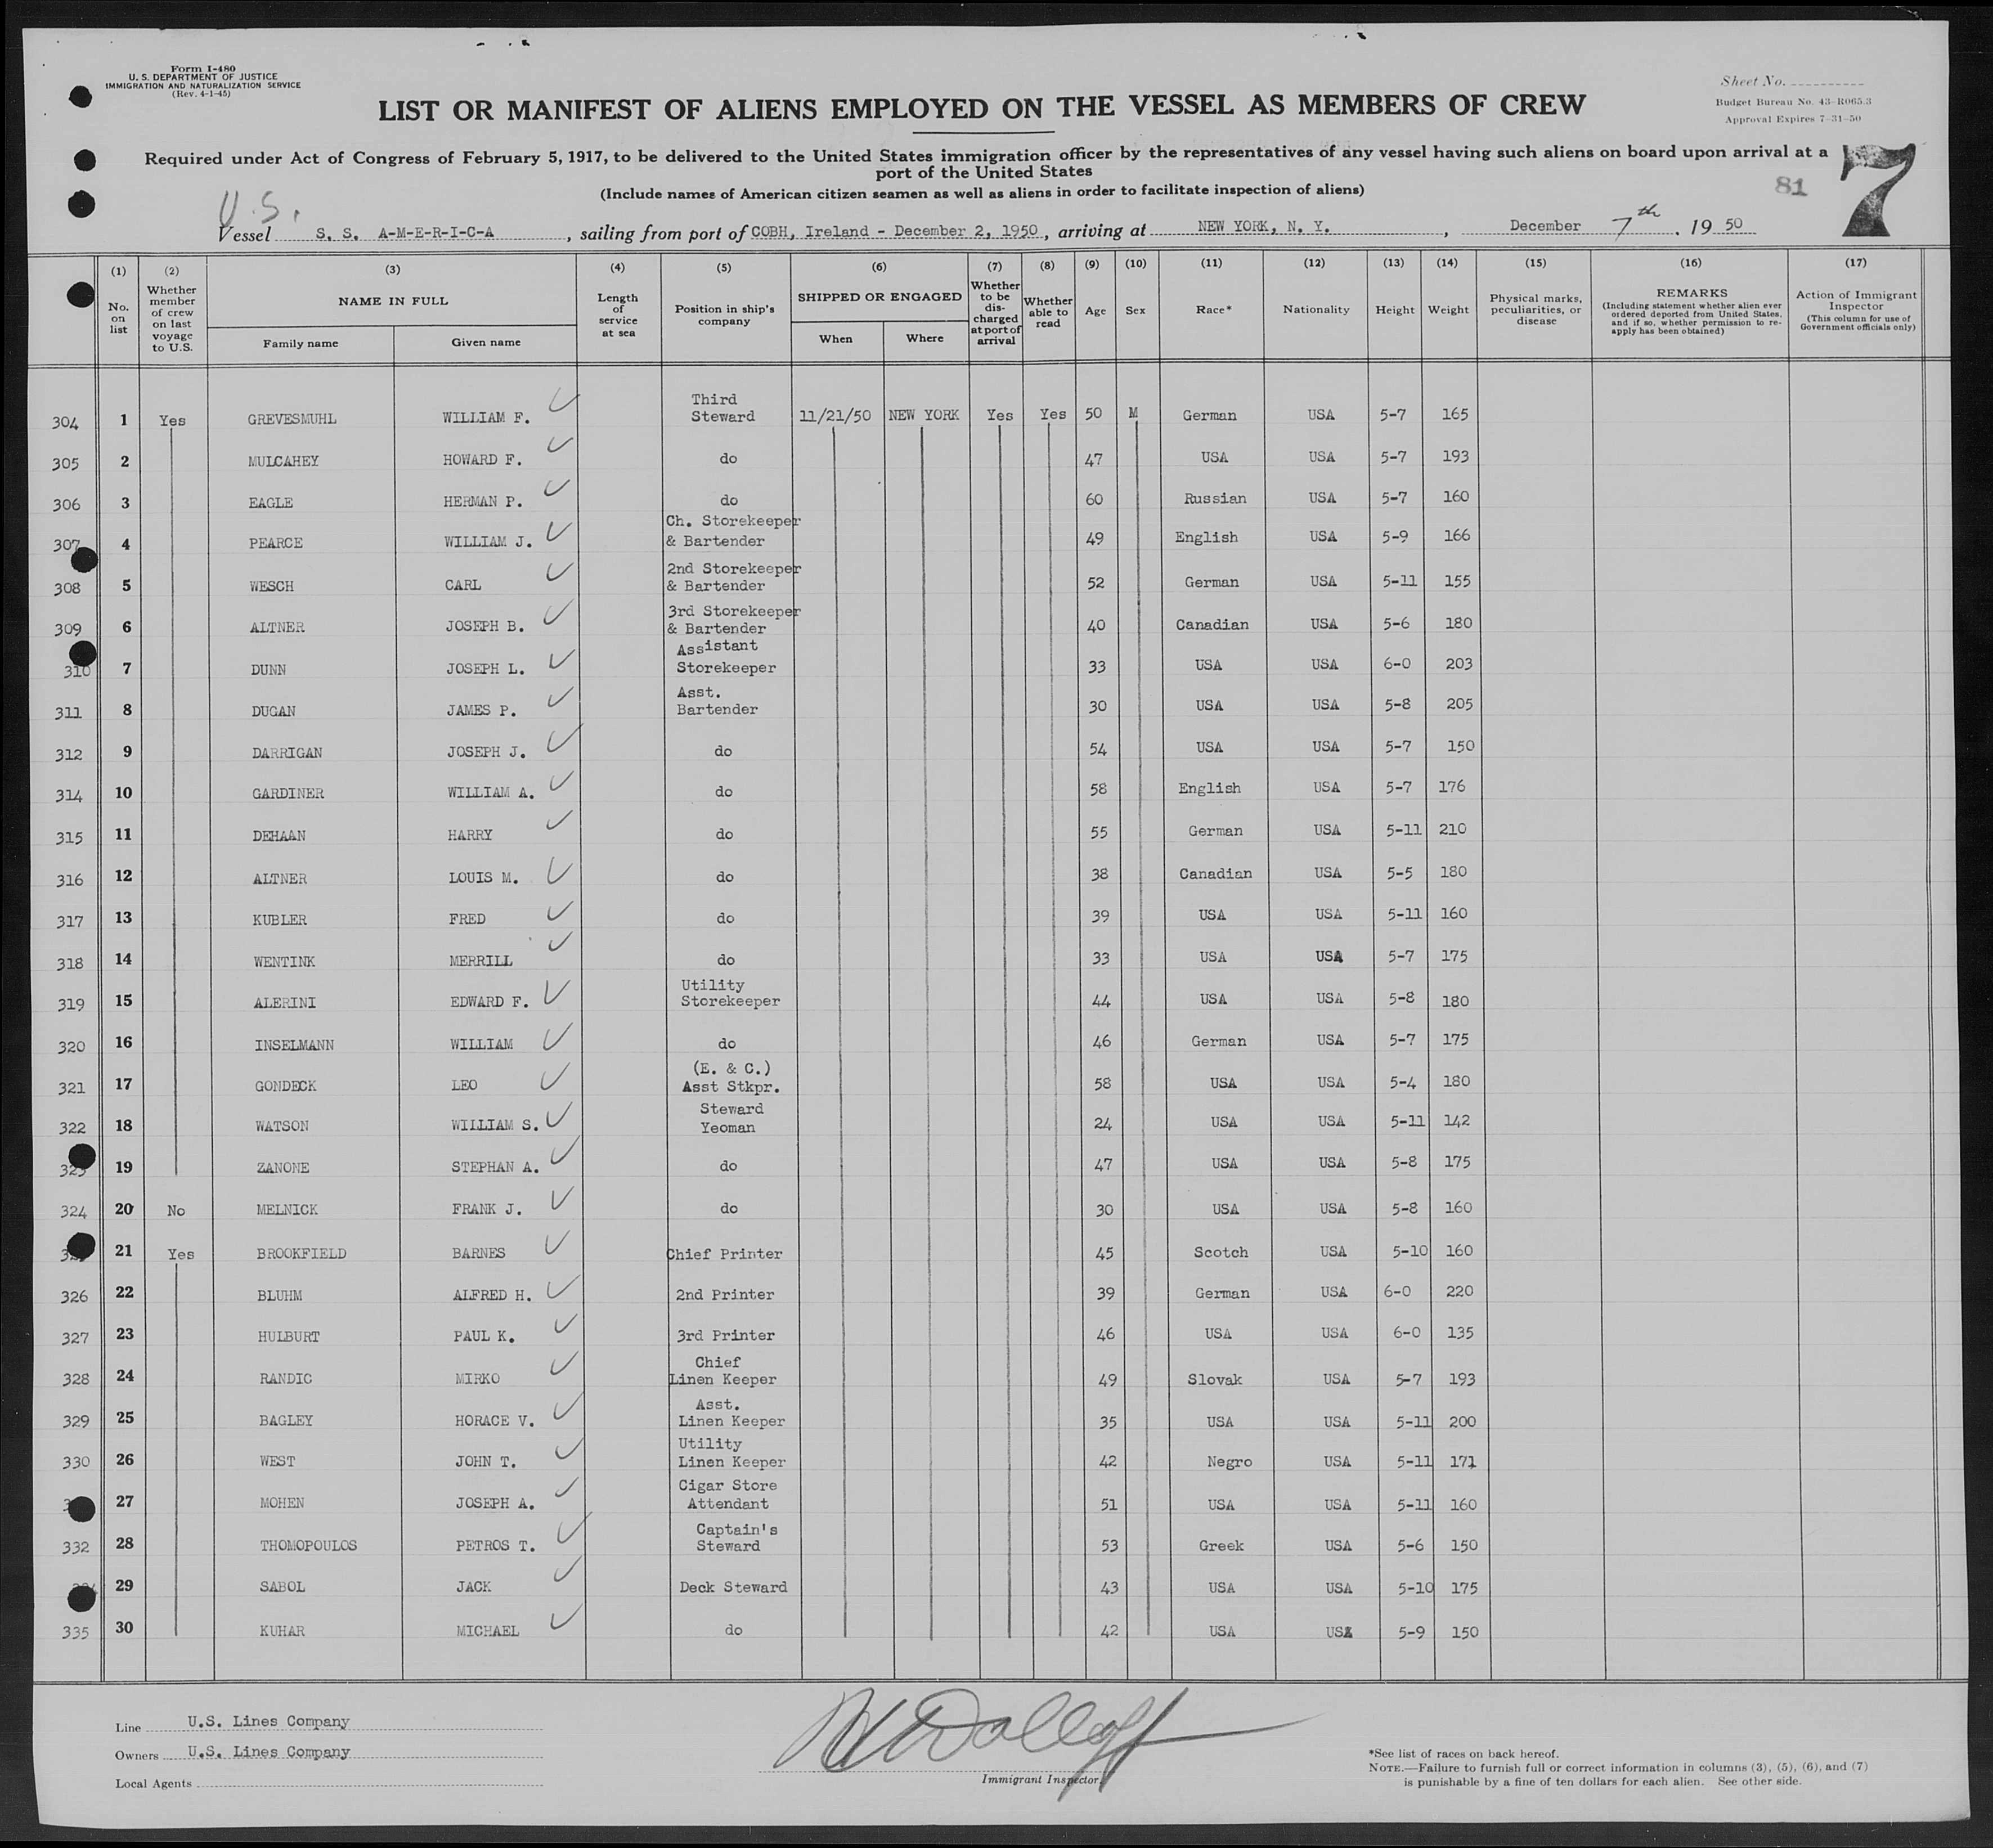 Form I-480
U. S. DEPARTMENT OF JUSTICE
IMMIGRATION AND NATURALIZATION SERVICE
(Rev. 4-1-45)
Sheet No.
Budget Bureau No. 43-R065.3
Approval Expires 7-31-50
LIST OR MANIFEST OF ALIENS EMPLOYED ON THE VESSEL AS MEMBERS OF CREW
Required under Act of Congress of February 5, 1917, to be delivered to the United States immigration officer by the representatives of any vessel having such aliens on board upon arrival at a
port of the United States
(Include names of American citizen seamen as well as aliens in order to facilitate inspection of aliens)
81 7
U.S.
Vessel S. S. A-M-E-R-I-C-A, sailing from port of COBH, Ireland - December 2, 1950, arriving at NEW YORK, N. Y., December 7th, 1950
(1) No. on list
(2) Whether member of crew on last voyage to U.S.
(3) NAME IN FULL
Family name Given name
(4) Length of service at sea
(5) Position in ship's company
(6) SHIPPED OR ENGAGED
When Where
(7) Whether to be discharged at port of arrival
(8) Whether able to read
(9) Age
(10) Sex
(11) Race*
(12) Nationality
(13) Height
(14) Weight
(15) Physical marks, peculiarities, or disease
(16) REMARKS (Including statement whether alien ever ordered deported from United States, and if so, whether permission to re-apply has been obtained)
(17) Action of Immigrant Inspector (This column for use of Government officials only)
304 1 Yes GREVESMUHL WILLIAM F. Third Steward 11/21/50 NEW YORK Yes Yes 50 M German USA 5-7 165
305 2 MULCAHEY HOWARD F. do 47 USA USA 5-7 193
306 3 EAGLE HERMAN P. do 60 Russian USA 5-7 160
307 4 PEARCE WILLIAM J. Ch. Storekeeper & Bartender 49 English USA 5-9 166
308 5 WESCH CARL 2nd Storekeeper & Bartender 52 German USA 5-11 155
309 6 ALTNER JOSEPH B. 3rd Storekeeper & Bartender 40 Canadian USA 5-6 180
310 7 DUNN JOSEPH L. Assistant Storekeeper 33 USA USA 6-0 203
311 8 DUGAN JAMES P. Asst. Bartender 30 USA USA 5-8 205
312 9 DARRIGAN JOSEPH J. do 54 USA USA 5-7 150
314 10 GARDINER WILLIAM A. do 58 English USA 5-7 176
315 11 DEHAAN HARRY do 55 German USA 5-11 210
316 12 ALTNER LOUIS M. do 38 Canadian USA 5-5 180
317 13 KUBLER FRED do 39 USA USA 5-11 160
318 14 WENTINK MERRILL do 33 USA USA 5-7 175
319 15 ALERINI EDWARD F. Utility Storekeeper 44 USA USA 5-8 180
320 16 INSELMANN WILLIAM do 46 German USA 5-7 175
321 17 GONDECK LEO (E. & C.) Asst Stkpr. 58 USA USA 5-4 180
322 18 WATSON WILLIAM S. Steward Yeoman 24 USA USA 5-11 142
323 19 ZANONE STEPHAN A. do 47 USA USA 5-8 175
324 20 No MELNICK FRANK J. do 30 USA USA 5-8 160
21 Yes BROOKFIELD BARNES Chief Printer 45 Scotch USA 5-10 160
326 22 BLUHM ALFRED H. 2nd Printer 39 German USA 6-0 220
327 23 HULBURT PAUL K. 3rd Printer 46 USA USA 6-0 135
328 24 RANDIC MIRKO Chief Linen Keeper 49 Slovak USA 5-7 193
329 25 BAGLEY HORACE V. Asst. Linen Keeper 35 USA USA 5-11 200
330 26 WEST JOHN T. Utility Linen Keeper 42 Negro USA 5-11 171
27 MOHEN JOSEPH A. Cigar Store Attendant 51 USA USA 5-11 160
332 28 THOMOPOULOS PETROS T. Captain's Steward 53 Greek USA 5-6 150
29 SABOL JACK Deck Steward 43 USA USA 5-10 175
335 30 KUHAR MICHAEL do 42 USA USA 5-9 150
Line U.S. Lines Company
Owners U.S. Lines Company
Local Agents
Immigrant Inspector.
*See list of races on back hereof.
NOTE.—Failure to furnish full or correct information in columns (3), (5), (6), and (7)
is punishable by a fine of ten dollars for each alien. See other side.